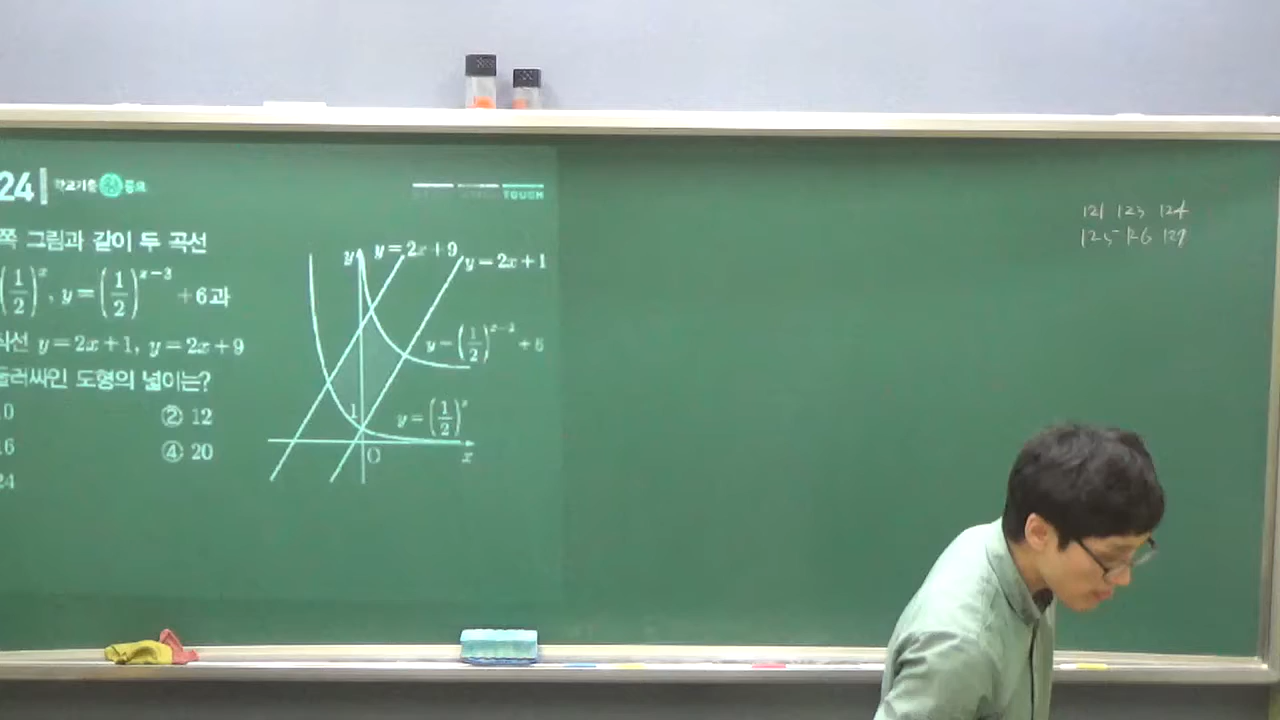 24 학교기출 중요
TOUCH
쪽 그림과 같이 두 곡선
(1/2)^x, y=(1/2)^{x-3}+6과
직선 y=2x+1, y=2x+9
둘러싸인 도형의 넓이는?
0 ② 12
16 ④ 20
24
y y=2x+9 y=2x+1
y=(1/2)^{x-3}+6
1 y=(1/2)^x
O x
121 123 124
125 126